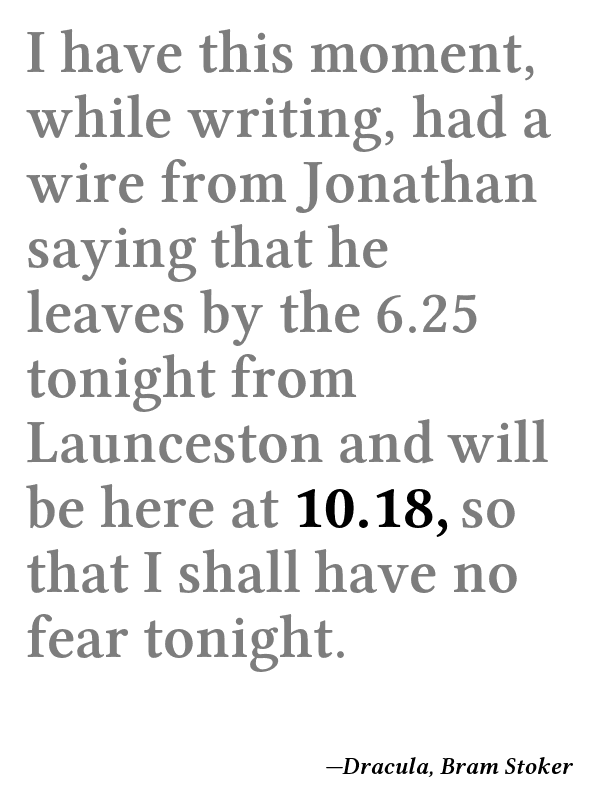 I have this moment,
while writing, had a
wire from Jonathan
saying that he
leaves by the 6.25
tonight from
Launceston and will
be here at 10.18, so
that I shall have no
fear tonight.
—Dracula, Bram Stoker